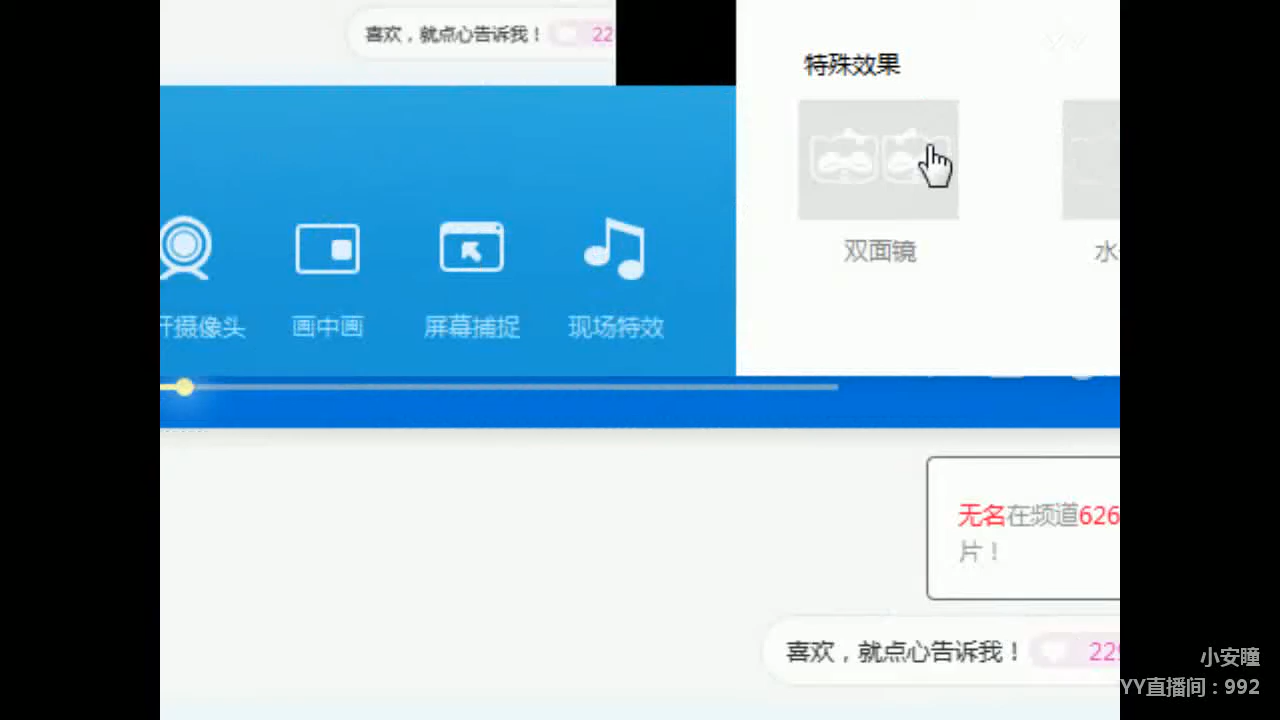 喜欢，就点心告诉我！ 22
特殊效果
双面镜
水
开摄像头
画中画
屏幕捕捉
现场特效
无名在频道626
片！
喜欢，就点心告诉我！ 229
小安瞳
YY直播间：992